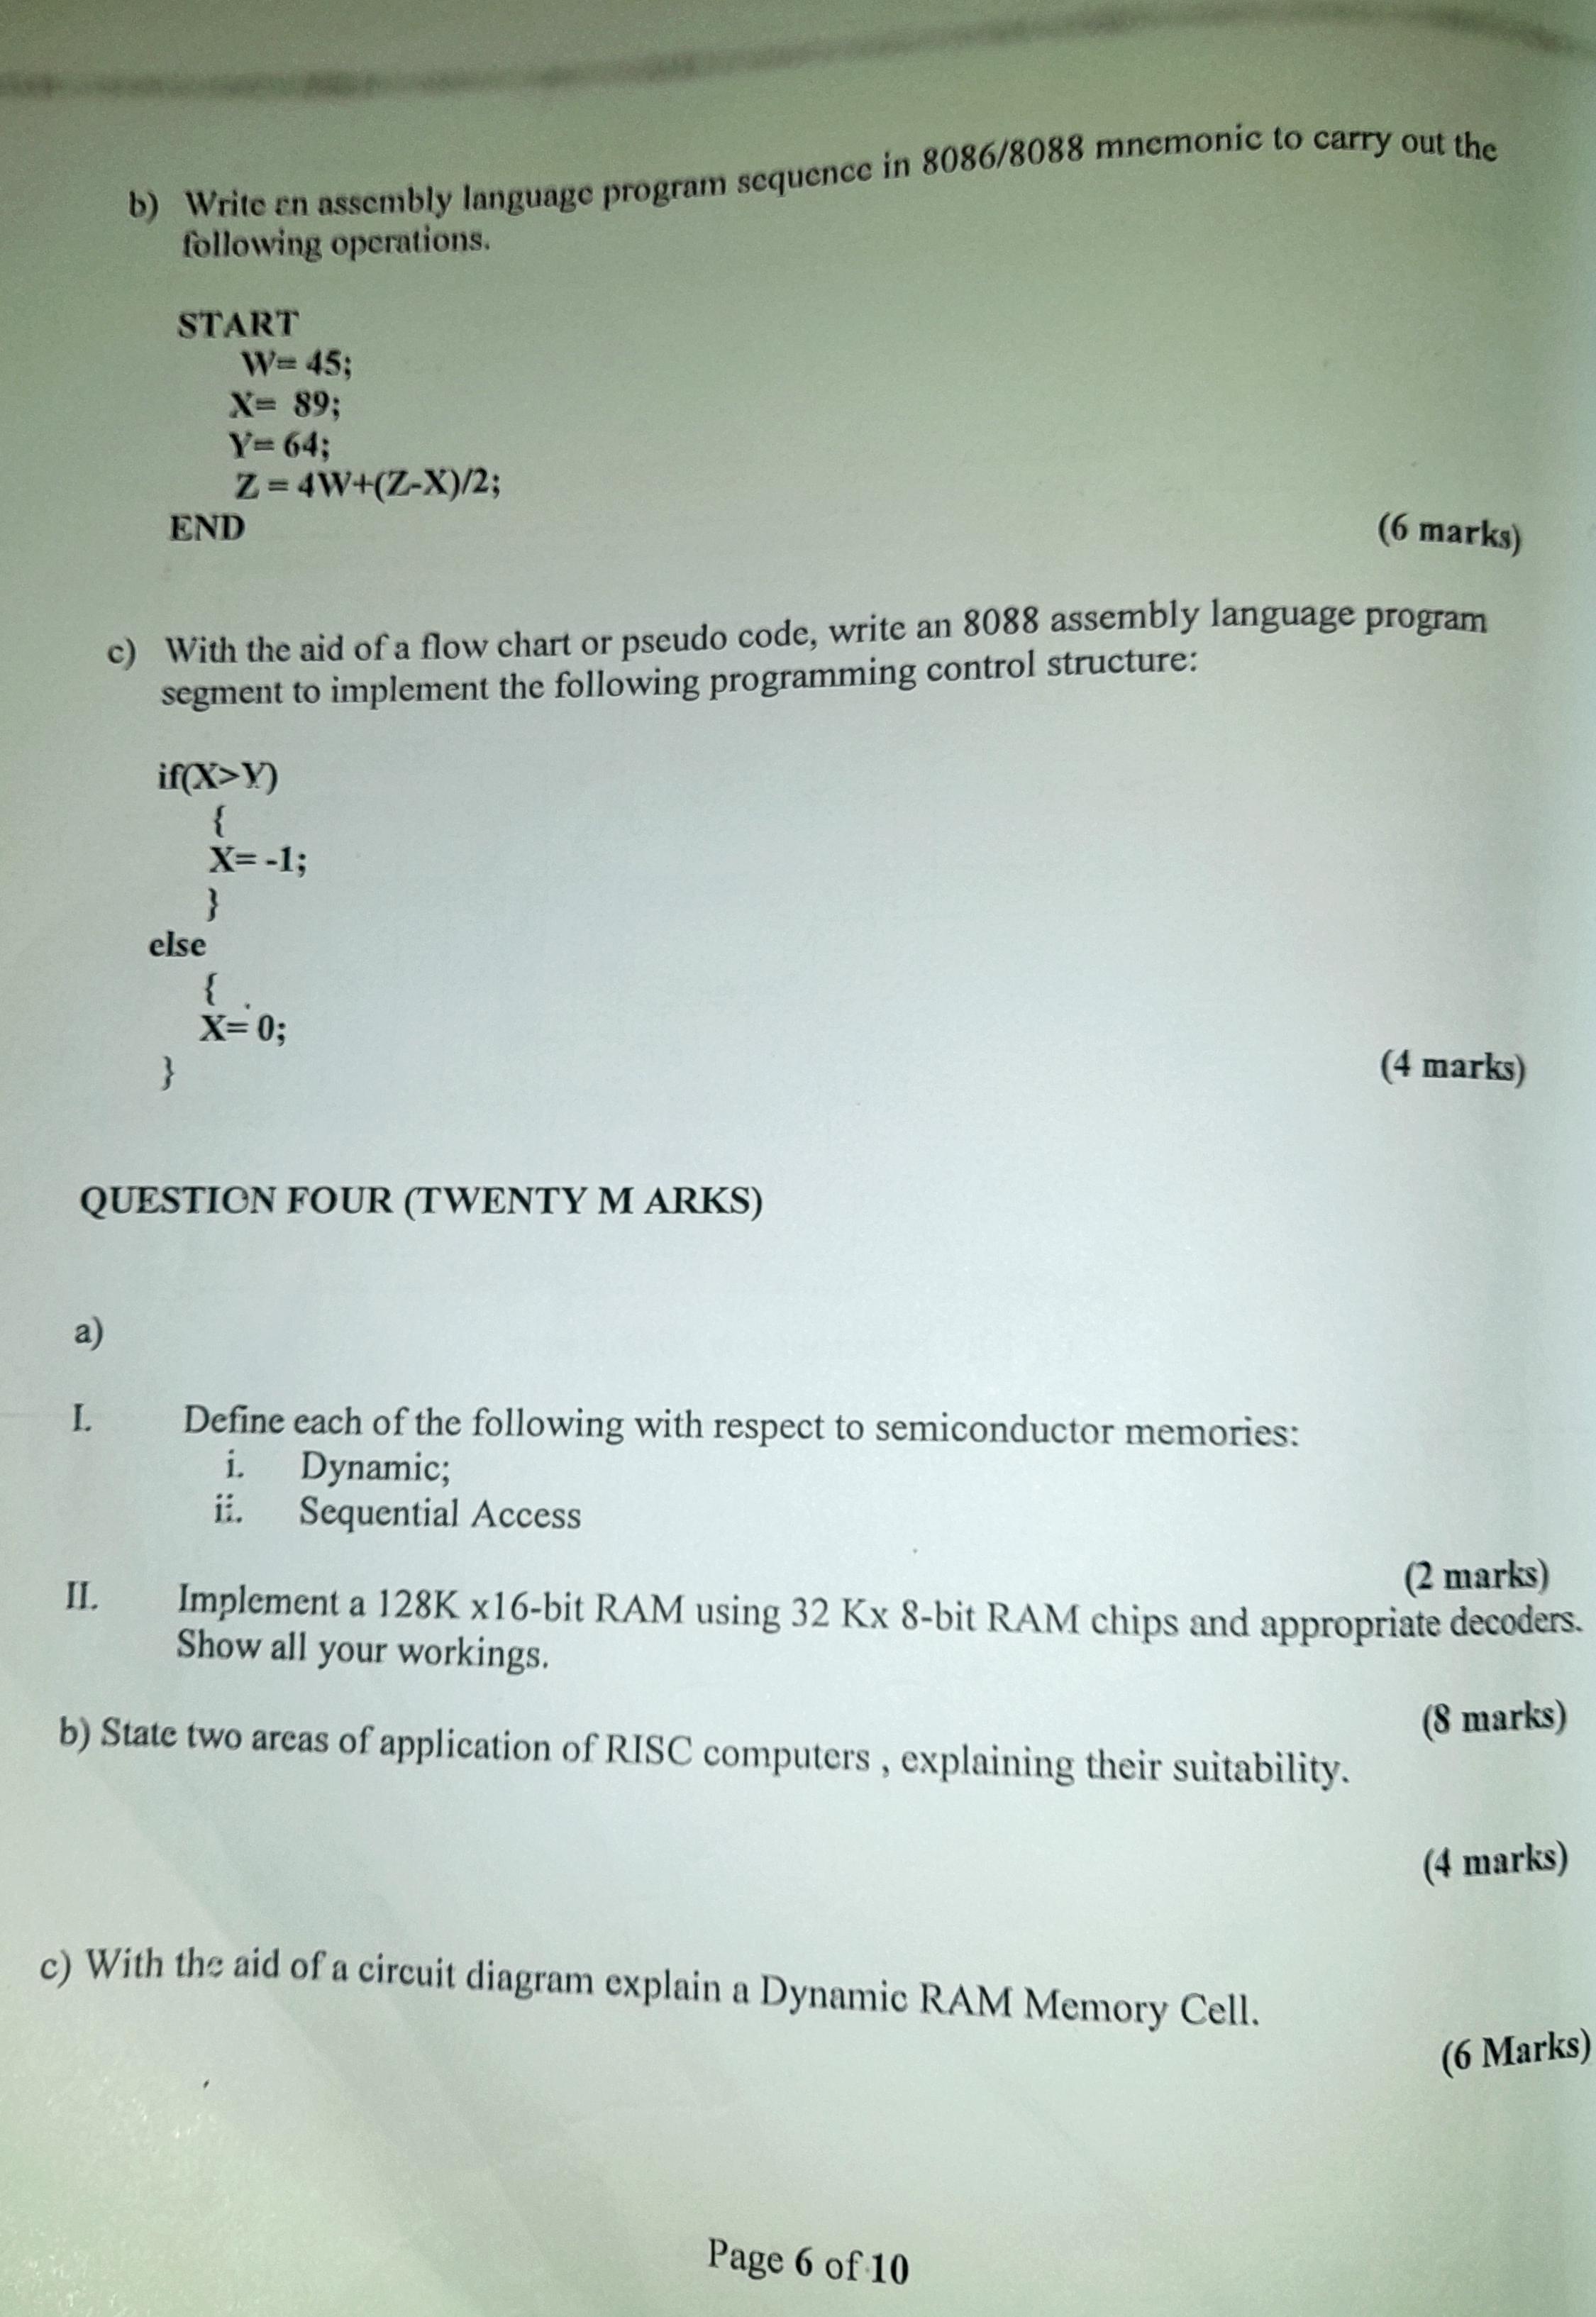 b) Write an assembly language program sequence in 8086/8088 mnemonic to carry out the
following operations.
START
W= 45;
X= 89;
Y= 64;
Z = 4W+(Z-X)/2;
END
(6 marks)
c) With the aid of a flow chart or pseudo code, write an 8088 assembly language program
segment to implement the following programming control structure:
if(X>Y)
{
X= -1;
}
else
{
X= 0;
}
(4 marks)
QUESTION FOUR (TWENTY M ARKS)
a)
I. Define each of the following with respect to semiconductor memories:
i. Dynamic;
ii. Sequential Access
(2 marks)
II. Implement a 128K x16-bit RAM using 32 Kx 8-bit RAM chips and appropriate decoders.
Show all your workings.
(8 marks)
b) State two areas of application of RISC computers , explaining their suitability.
(4 marks)
c) With the aid of a circuit diagram explain a Dynamic RAM Memory Cell.
(6 Marks)
Page 6 of 10